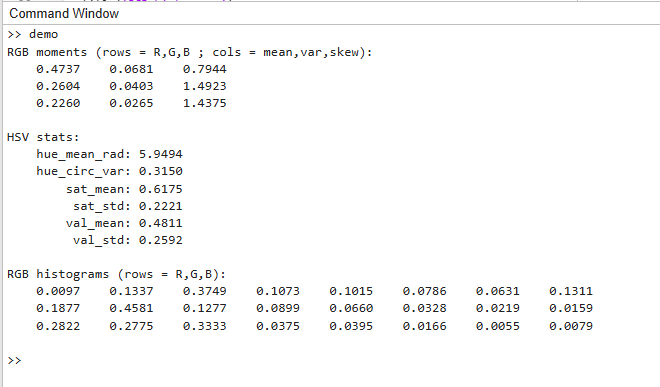 Command Window
>> demo
RGB moments (rows = R,G,B ; cols = mean,var,skew):
0.4737 0.0681 0.7944
0.2604 0.0403 1.4923
0.2260 0.0265 1.4375
HSV stats:
hue_mean_rad: 5.9494
hue_circ_var: 0.3150
sat_mean: 0.6175
sat_std: 0.2221
val_mean: 0.4811
val_std: 0.2592
RGB histograms (rows = R,G,B):
0.0097 0.1337 0.3749 0.1073 0.1015 0.0786 0.0631 0.1311
0.1877 0.4581 0.1277 0.0899 0.0660 0.0328 0.0219 0.0159
0.2822 0.2775 0.3333 0.0375 0.0395 0.0166 0.0055 0.0079
>>